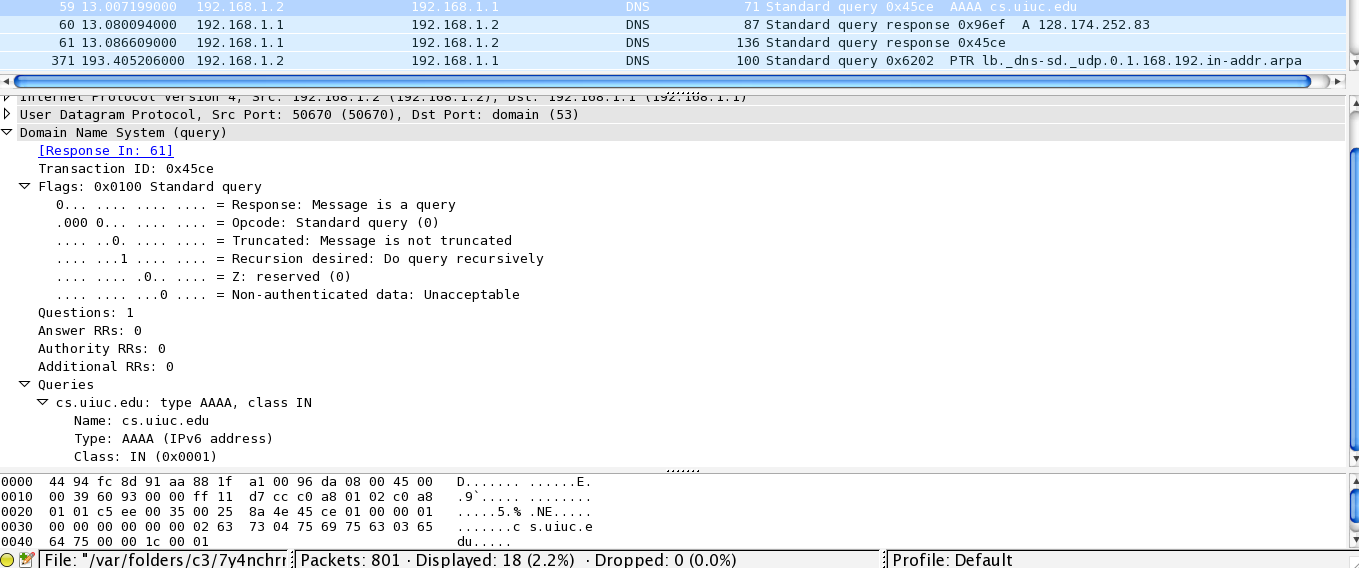 59 13.007199000 192.168.1.2 192.168.1.1 DNS 71 Standard query 0x45ce AAAA cs.uiuc.edu
60 13.080094000 192.168.1.1 192.168.1.2 DNS 87 Standard query response 0x96ef A 128.174.252.83
61 13.086609000 192.168.1.1 192.168.1.2 DNS 136 Standard query response 0x45ce
371 193.405206000 192.168.1.2 192.168.1.1 DNS 100 Standard query 0x6202 PTR lb._dns-sd._udp.0.1.168.192.in-addr.arpa
Internet Protocol Version 4, Src: 192.168.1.2 (192.168.1.2), Dst: 192.168.1.1 (192.168.1.1)
User Datagram Protocol, Src Port: 50670 (50670), Dst Port: domain (53)
Domain Name System (query)
[Response In: 61]
Transaction ID: 0x45ce
Flags: 0x0100 Standard query
0... .... .... .... = Response: Message is a query
.000 0... .... .... = Opcode: Standard query (0)
.... ..0. .... .... = Truncated: Message is not truncated
.... ...1 .... .... = Recursion desired: Do query recursively
.... .... .0.. .... = Z: reserved (0)
.... .... ...0 .... = Non-authenticated data: Unacceptable
Questions: 1
Answer RRs: 0
Authority RRs: 0
Additional RRs: 0
Queries
cs.uiuc.edu: type AAAA, class IN
Name: cs.uiuc.edu
Type: AAAA (IPv6 address)
Class: IN (0x0001)
0000 44 94 fc 8d 91 aa 88 1f a1 00 96 da 08 00 45 00 D....... ......E.
0010 00 39 60 93 00 00 ff 11 d7 cc c0 a8 01 02 c0 a8 .9`..... ........
0020 01 01 c5 ee 00 35 00 25 8a 4e 45 ce 01 00 00 01 .....5.% .NE.....
0030 00 00 00 00 00 00 02 63 73 04 75 69 75 63 03 65 .......c s.uiuc.e
0040 64 75 00 00 1c 00 01 du.....
File: "/var/folders/c3/7y4nchrr Packets: 801 · Displayed: 18 (2.2%) · Dropped: 0 (0.0%) Profile: Default